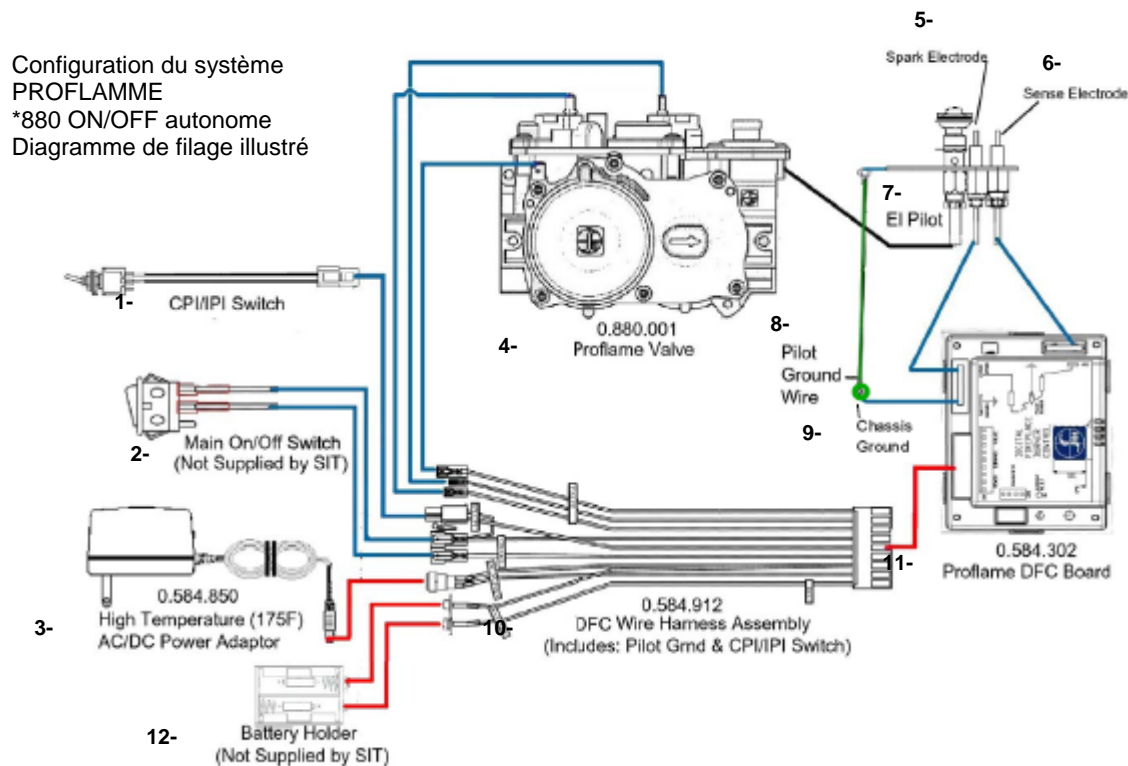 Configuration du système
PROFLAMME
*880 ON/OFF autonome
Diagramme de filage illustré
5-
Spark Electrode
6-
Sense Electrode
7-
El Pilot
1-
CPI/IPI Switch
0.880.001
4-
Proflame Valve
8-
Pilot
Ground
Wire
9-
Chassis
Ground
2-
Main On/Off Switch
(Not Supplied by SIT)
DIGITAL
FIREPLACE
BURNER
CONTROL
0.584.302
Proflame DFC Board
11-
0.584.850
3-
High Temperature (175F)
AC/DC Power Adaptor
10-
0.584.912
DFC Wire Harness Assembly
(Includes: Pilot Grnd & CPI/IPI Switch)
12-
Battery Holder
(Not Supplied by SIT)